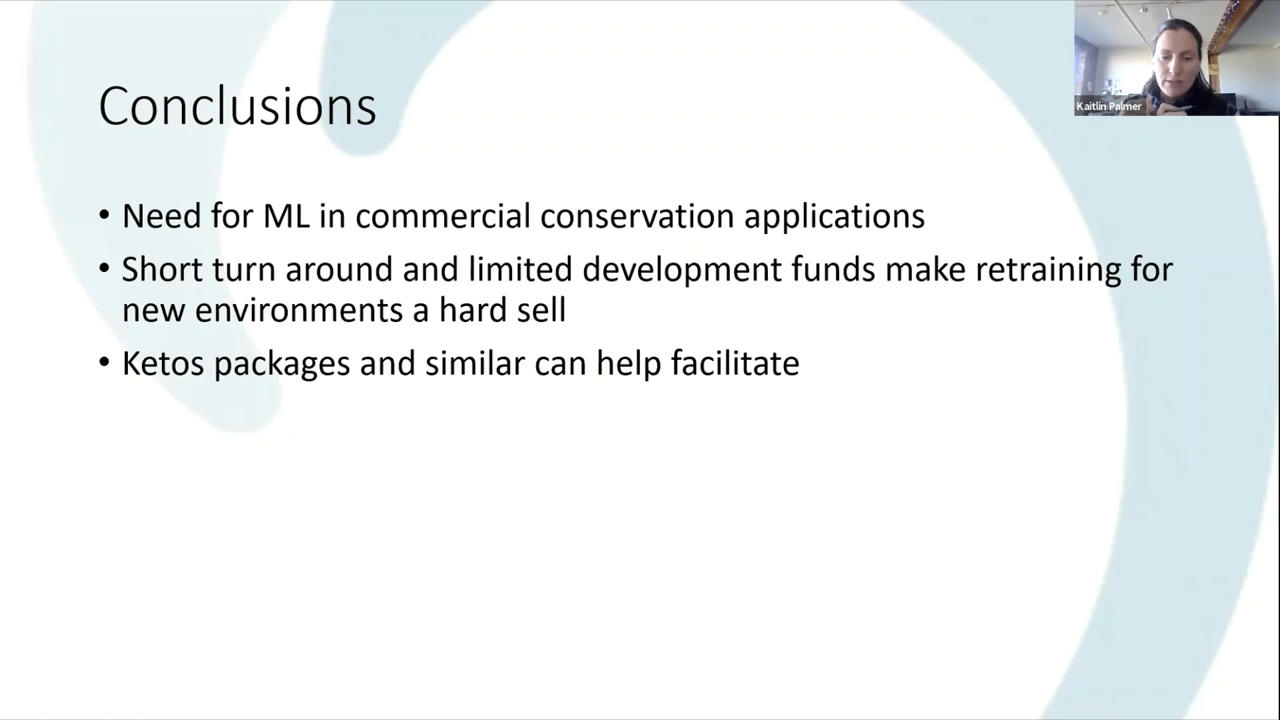 Kaitlin Palmer
Conclusions
• Need for ML in commercial conservation applications
• Short turn around and limited development funds make retraining for
new environments a hard sell
• Ketos packages and similar can help facilitate